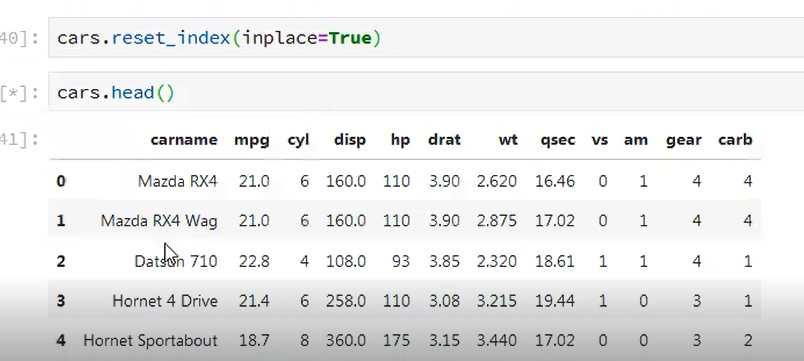 40]: cars.reset_index(inplace=True)
[*]: cars.head()
41]:
carname mpg cyl disp hp drat wt qsec vs am gear carb
0 Mazda RX4 21.0 6 160.0 110 3.90 2.620 16.46 0 1 4 4
1 Mazda RX4 Wag 21.0 6 160.0 110 3.90 2.875 17.02 0 1 4 4
2 Datsun 710 22.8 4 108.0 93 3.85 2.320 18.61 1 1 4 1
3 Hornet 4 Drive 21.4 6 258.0 110 3.08 3.215 19.44 1 0 3 1
4 Hornet Sportabout 18.7 8 360.0 175 3.15 3.440 17.02 0 0 3 2